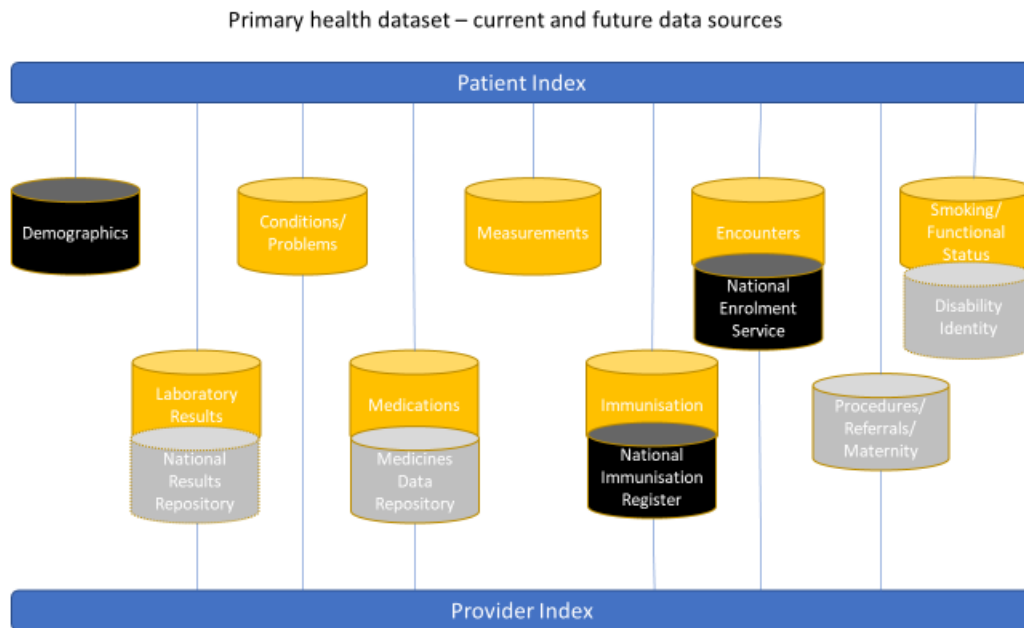 Primary health dataset – current and future data sources
Patient Index
Demographics
Conditions/
Problems
Measurements
Encounters
National
Enrolment
Service
Smoking/
Functional
Status
Disability
Identity
Laboratory
Results
National
Results
Repository
Medications
Medicines
Data
Repository
Immunisation
National
Immunisation
Register
Procedures/
Referrals/
Maternity
Provider Index